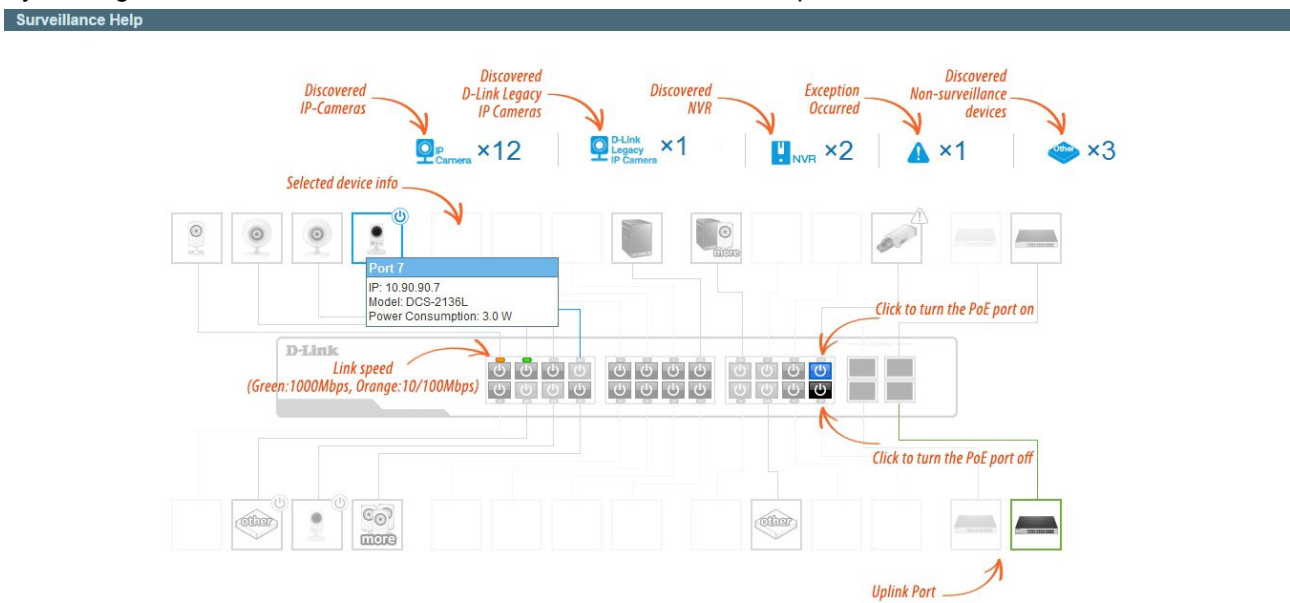 Surveillance Help
Discovered
IP-Cameras
Discovered
D-Link Legacy
IP Cameras
Discovered
NVR
Exception
Occurred
Discovered
Non-surveillance
devices
IP
Camera
×12
D-Link
Legacy
IP Camera
×1
NVR
×2
×1
Other
×3
Selected device info
more
Port 7
IP: 10.90.90.7
Model: DCS-2136L
Power Consumption: 3.0 W
Click to turn the PoE port on
D-Link
Link speed
(Green:1000Mbps, Orange:10/100Mbps)
Click to turn the PoE port off
other
more
other
Uplink Port